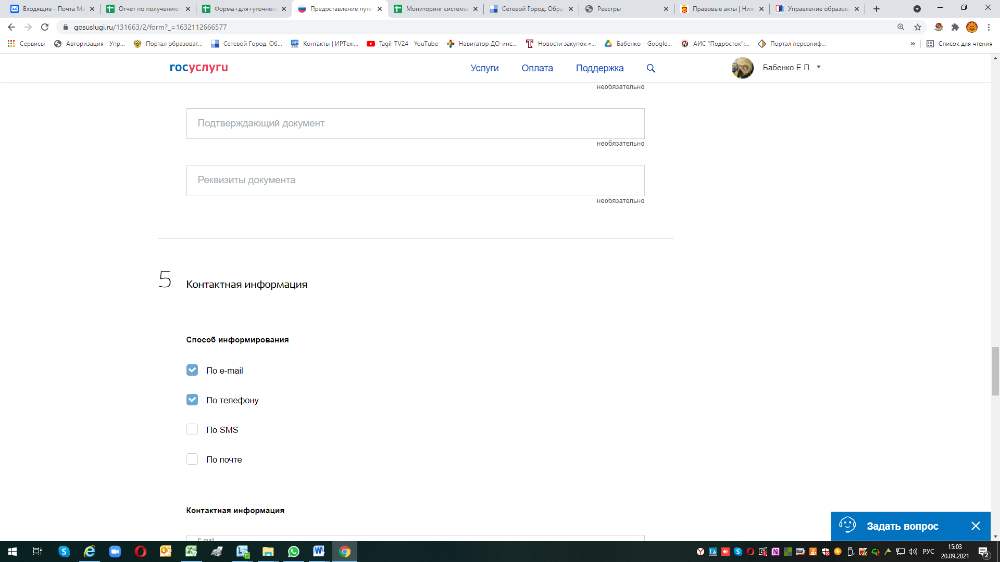 Входящие - Почта Ma
Отчет по получению
Форма+для+уточнен
Предоставление путе
Мониторинг системы
Сетевой Город. Обра
Реестры
Правовые акты | Ниж
Управление образова
gosuslugi.ru/131663/2/form?_=1632112666577
Сервисы
Авторизация - Упр...
Портал образоват...
Сетевой Город. Об...
Контакты | ИРТех:...
Tagil-TV24 - YouTube
Навигатор ДО-инс...
Новости закупок «...
Бабенко – Google...
АИС "Подросток":...
Портал персониф...
»
Список для чтения
госуслуги
Услуги
Оплата
Поддержка
Бабенко Е.П.
необязательно
Подтверждающий документ
необязательно
Реквизиты документа
необязательно
5
Контактная информация
Способ информирования
По e-mail
По телефону
По SMS
По почте
Контактная информация
E-mail
Задать вопрос
РУС
15:03
20.09.2021
2